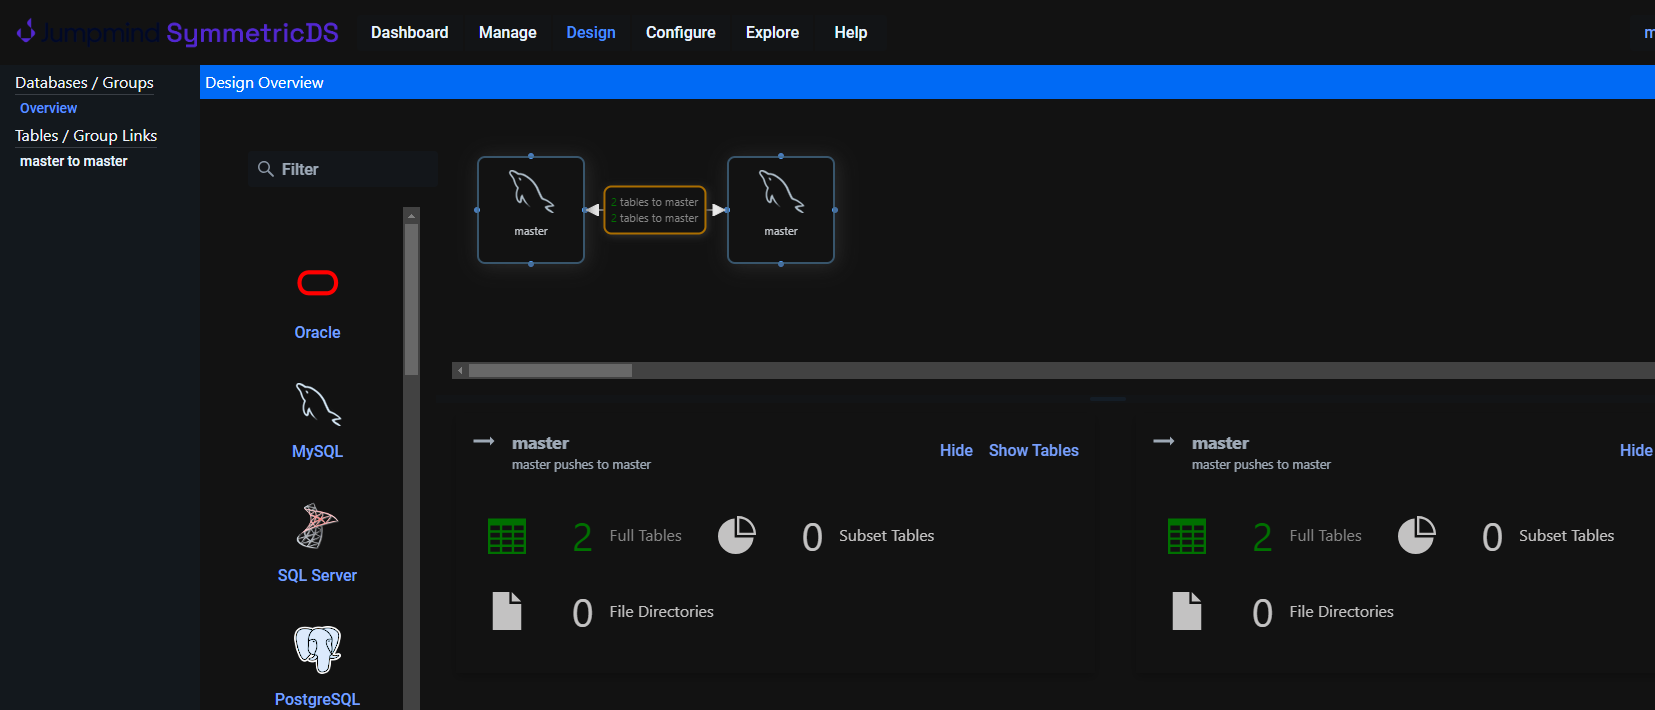 Jumpmind SymmetricDS Dashboard Manage Design Configure Explore Help
Databases / Groups
Overview
Tables / Group Links
master to master
Design Overview
Filter
Oracle
MySQL
SQL Server
PostgreSQL
master
2 tables to master
2 tables to master
master
master
master pushes to master
Hide Show Tables
2 Full Tables
0 Subset Tables
0 File Directories
master
master pushes to master
Hide
2 Full Tables
0 Subset Tables
0 File Directories